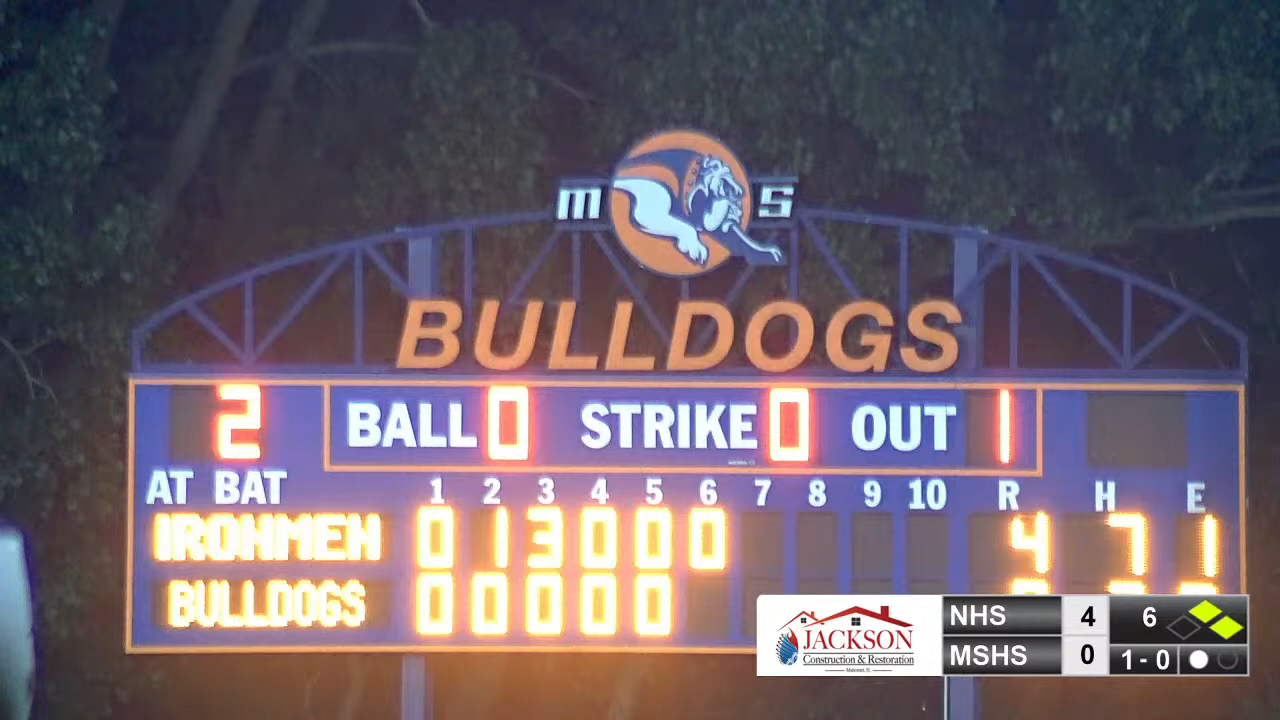 m S
BULLDOGS
2 BALL 0 STRIKE 0 OUT 1
AT BAT 1 2 3 4 5 6 7 8 9 10 R H E
IRONMEN 0 1 3 0 0 0 4 7 1
BULLDOGS 0 0 0 0 0
JACKSON
Construction & Restoration
NHS 4 6
MSHS 0 1 - 0